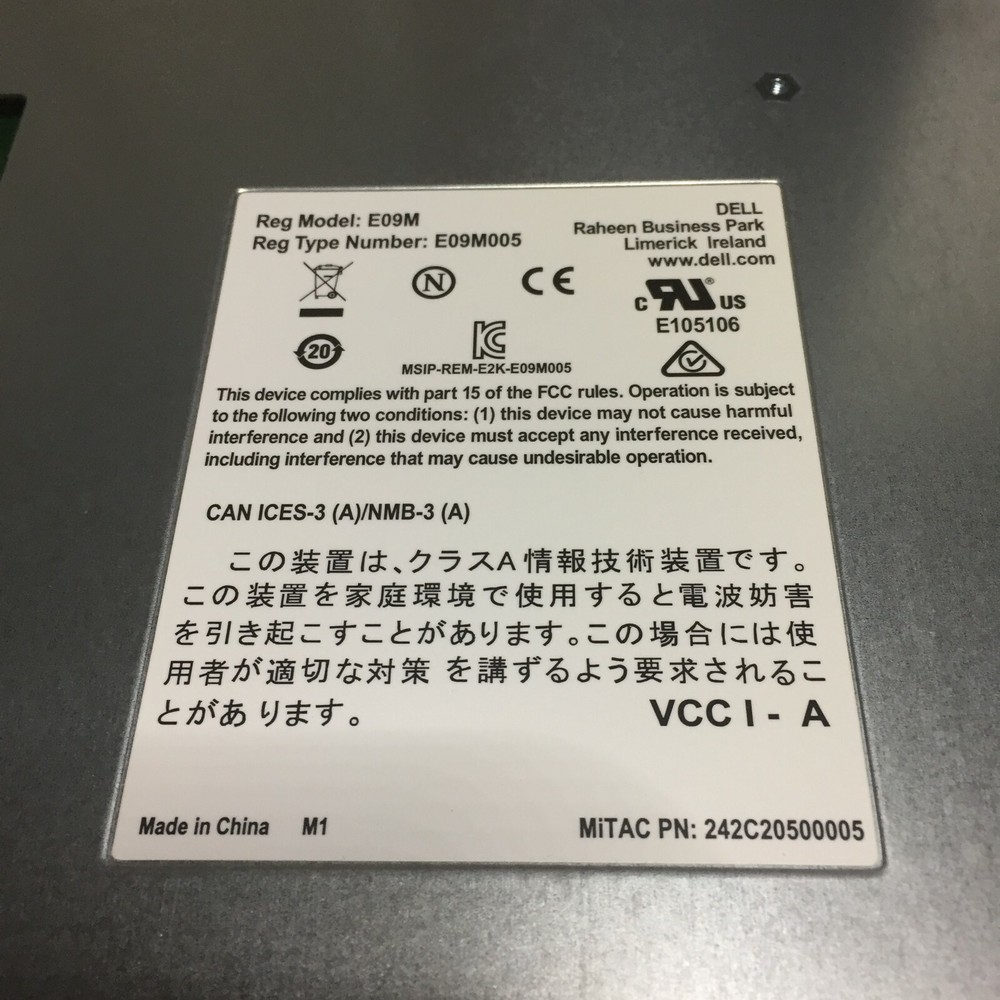 Reg Model: E09M
Reg Type Number: E09M005
DELL
Raheen Business Park
Limerick Ireland
www.dell.com
N
CE
c RU® US
E105106
20
KC
MSIP-REM-E2K-E09M005
This device complies with part 15 of the FCC rules. Operation is subject
to the following two conditions: (1) this device may not cause harmful
interference and (2) this device must accept any interference received,
including interference that may cause undesirable operation.
CAN ICES-3 (A)/NMB-3 (A)
この装置は、クラスA情報技術装置です。
この装置を家庭環境で使用すると電波妨害
を引き起こすことがあります。この場合には使
用者が適切な対策 を講ずるよう要求されるこ
とがあります。
VCCI-A
Made in China M1
MiTAC PN: 242C20500005